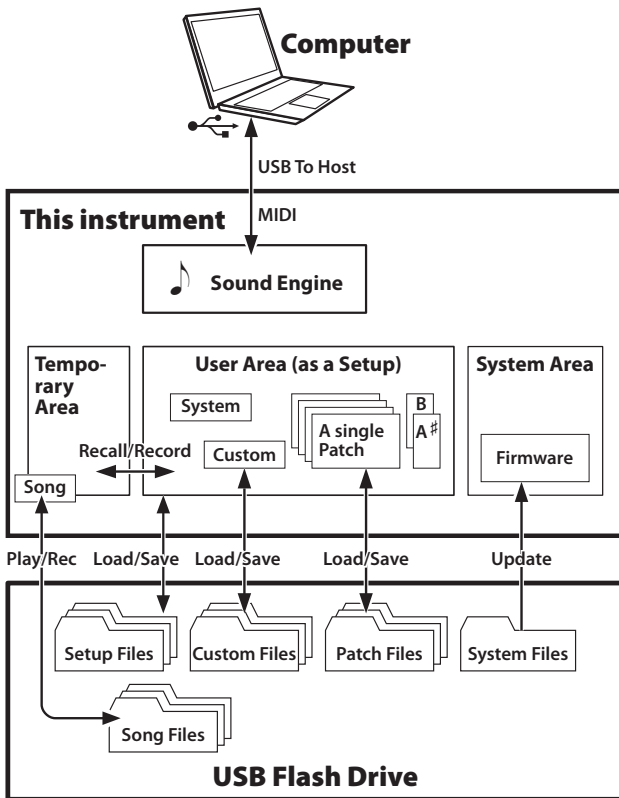 Computer
USB To Host
This instrument
MIDI
Sound Engine
Tempo-
rary
Area
User Area (as a Setup)
System Area
System
B
A♯
A single
Patch
Recall/Record
Custom
Firmware
Song
Play/Rec
Load/Save
Load/Save
Load/Save
Update
Setup Files
Custom Files
Patch Files
System Files
Song Files
USB Flash Drive